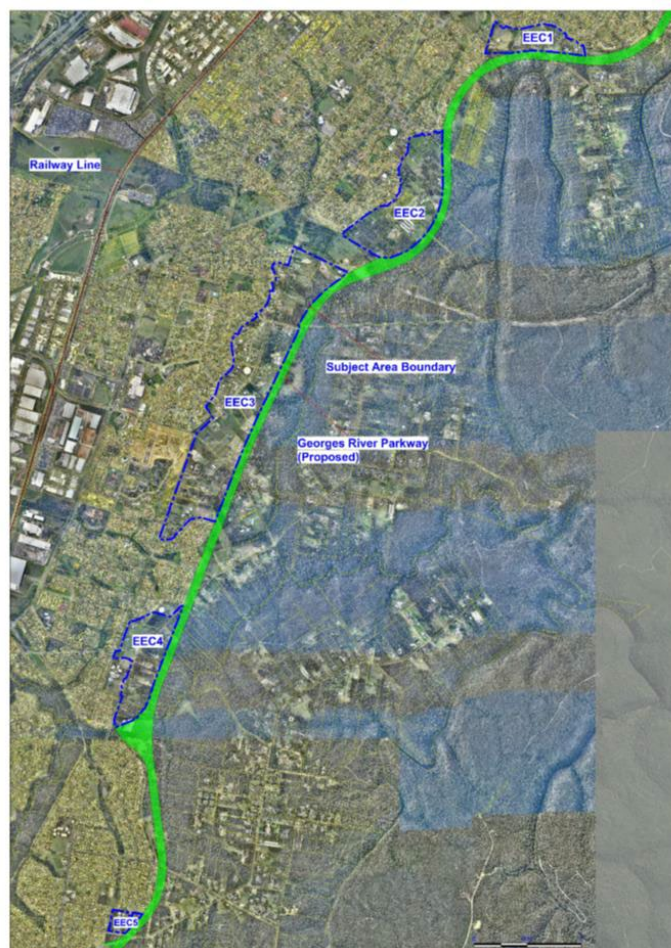 EEC1
Railway Line
EEC2
Subject Area Boundary
EEC3
Georges River Parkway
(Proposed)
EEC4
EEC5